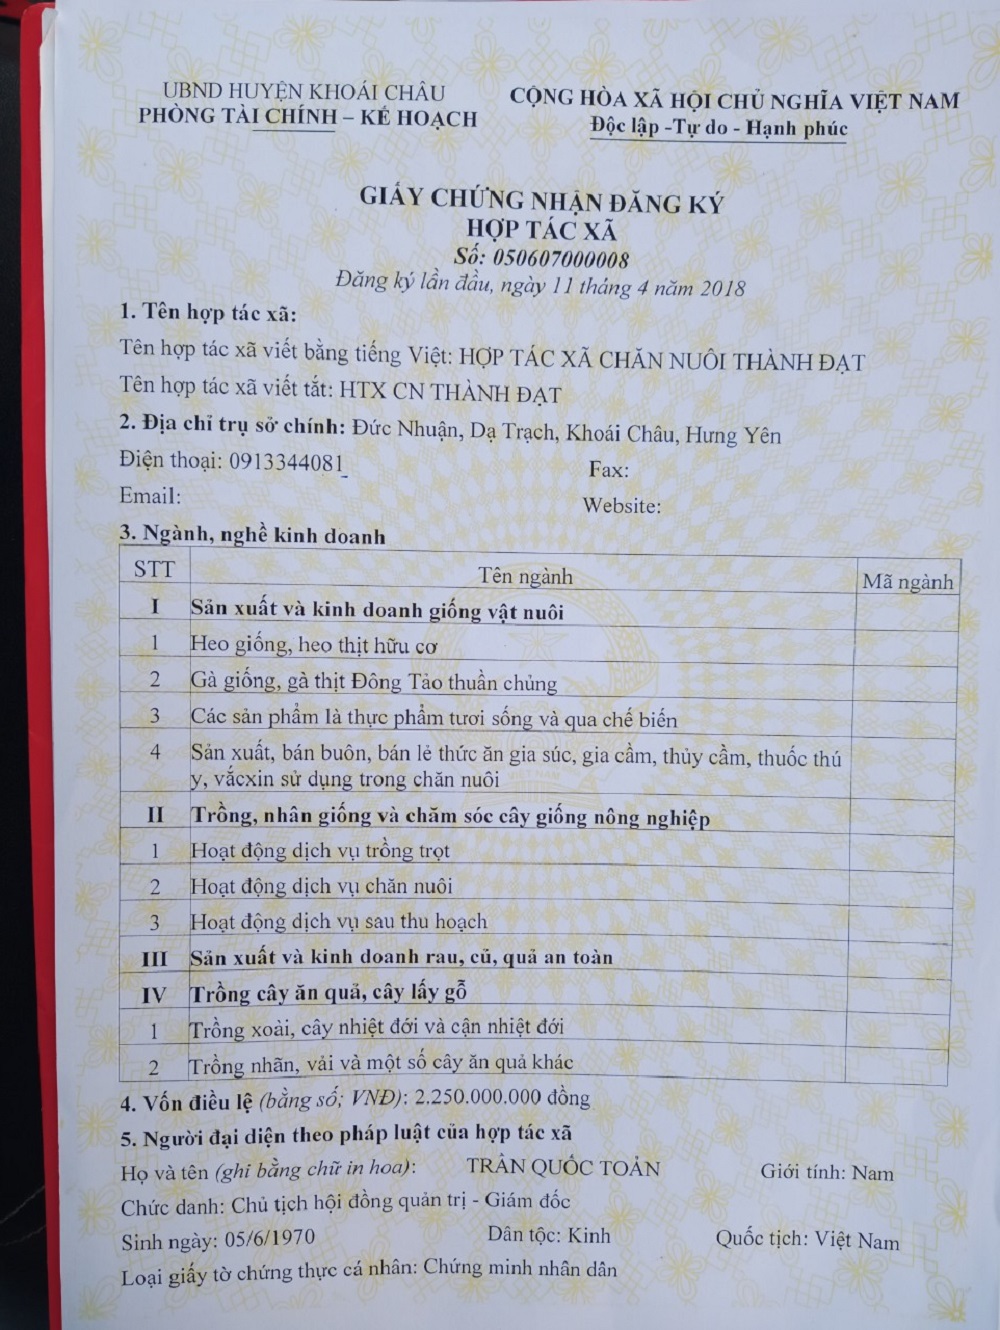 UBND HUYỆN KHOÁI CHÂU
PHÒNG TÀI CHÍNH – KẾ HOẠCH
CỘNG HÒA XÃ HỘI CHỦ NGHĨA VIỆT NAM
Độc lập -Tự do - Hạnh phúc
GIẤY CHỨNG NHẬN ĐĂNG KÝ
HỢP TÁC XÃ
Số: 050607000008
Đăng ký lần đầu, ngày 11 tháng 4 năm 2018
1. Tên hợp tác xã:
Tên hợp tác xã viết bằng tiếng Việt: HỢP TÁC XÃ CHĂN NUÔI THÀNH ĐẠT
Tên hợp tác xã viết tắt: HTX CN THÀNH ĐẠT
2. Địa chỉ trụ sở chính: Đức Nhuận, Dạ Trạch, Khoái Châu, Hưng Yên
Điện thoại: 0913344081 Fax:
Email: Website:
3. Ngành, nghề kinh doanh
STT Tên ngành Mã ngành
I Sản xuất và kinh doanh giống vật nuôi
1 Heo giống, heo thịt hữu cơ
2 Gà giống, gà thịt Đông Tảo thuần chủng
3 Các sản phẩm là thực phẩm tươi sống và qua chế biến
4 Sản xuất, bán buôn, bán lẻ thức ăn gia súc, gia cầm, thủy cầm, thuốc thú
y, vắcxin sử dụng trong chăn nuôi
II Trồng, nhân giống và chăm sóc cây giống nông nghiệp
1 Hoạt động dịch vụ trồng trọt
2 Hoạt động dịch vụ chăn nuôi
3 Hoạt động dịch vụ sau thu hoạch
III Sản xuất và kinh doanh rau, củ, quả an toàn
IV Trồng cây ăn quả, cây lấy gỗ
1 Trồng xoài, cây nhiệt đới và cận nhiệt đới
2 Trồng nhãn, vải và một số cây ăn quả khác
4. Vốn điều lệ (bằng số; VNĐ): 2.250.000.000 đồng
5. Người đại diện theo pháp luật của hợp tác xã
Họ và tên (ghi bằng chữ in hoa): TRẦN QUỐC TOẢN Giới tính: Nam
Chức danh: Chủ tịch hội đồng quản trị - Giám đốc
Sinh ngày: 05/6/1970 Dân tộc: Kinh Quốc tịch: Việt Nam
Loại giấy tờ chứng thực cá nhân: Chứng minh nhân dân